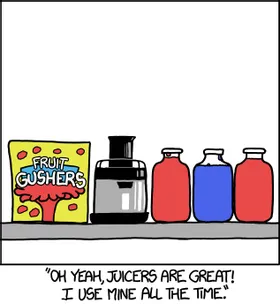 FRUIT
GUSHERS
"OH YEAH, JUICERS ARE GREAT!
I USE MINE ALL THE TIME."